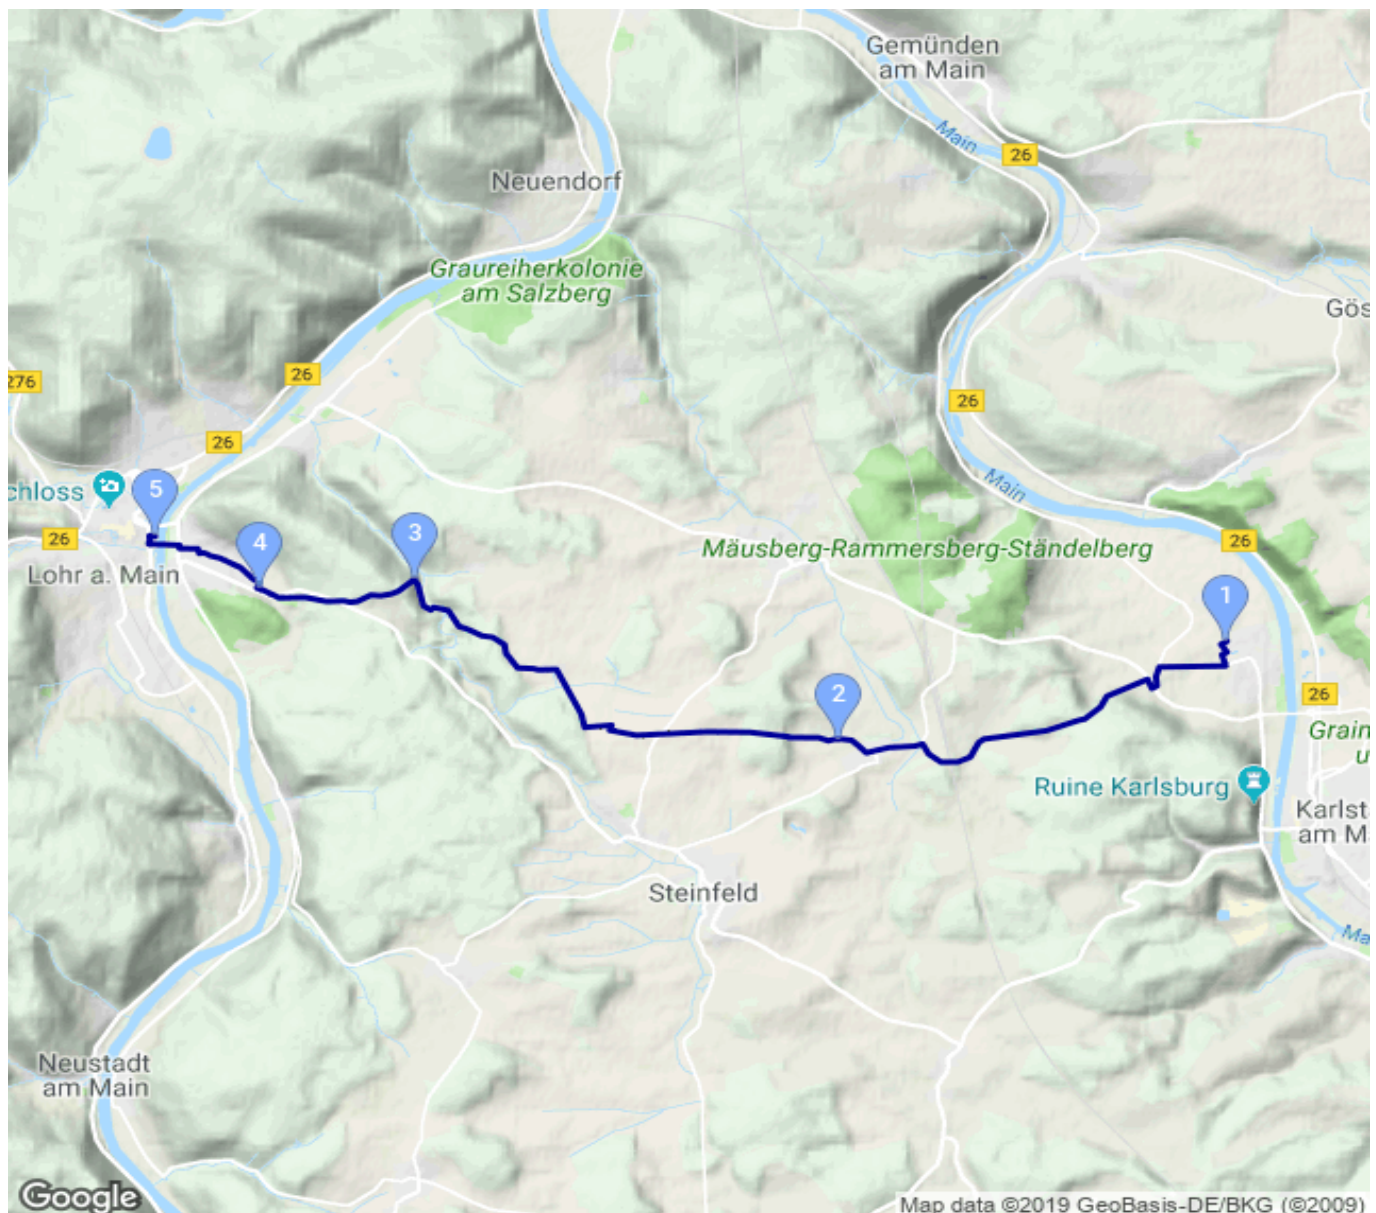 Gemünden
am Main
Main
26
Neuendorf
Graureiherkolonie
am Salzberg
Gös
276
26
26
26
chloss
5
3
Main
26
26
4
Lohr a. Main
Mäusberg-Rammersberg-Ständelberg
1
2
26
Grain
u
Ruine Karlsburg
Karlsta
am M
Steinfeld
Ma
Neustadt
am Main
Google
Map data ©2019 GeoBasis-DE/BKG (©2009)